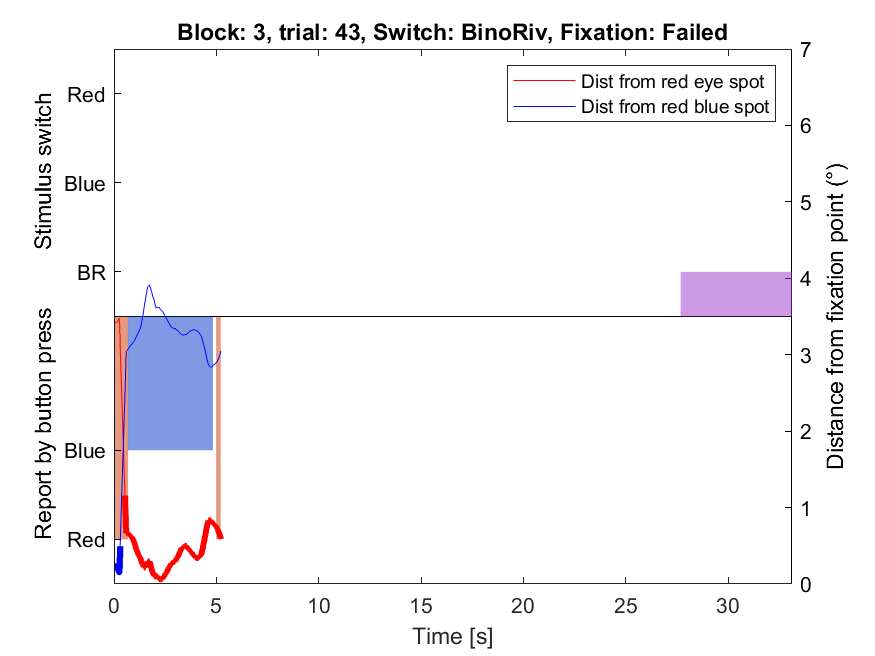 Block: 3, trial: 43, Switch: BinoRiv, Fixation: Failed
Dist from red eye spot
Dist from red blue spot
Stimulus switch
Red
Blue
BR
Report by button press
Blue
Red
7
6
5
4
3
2
1
0
Distance from fixation point (°)
0 5 10 15 20 25 30
Time [s]